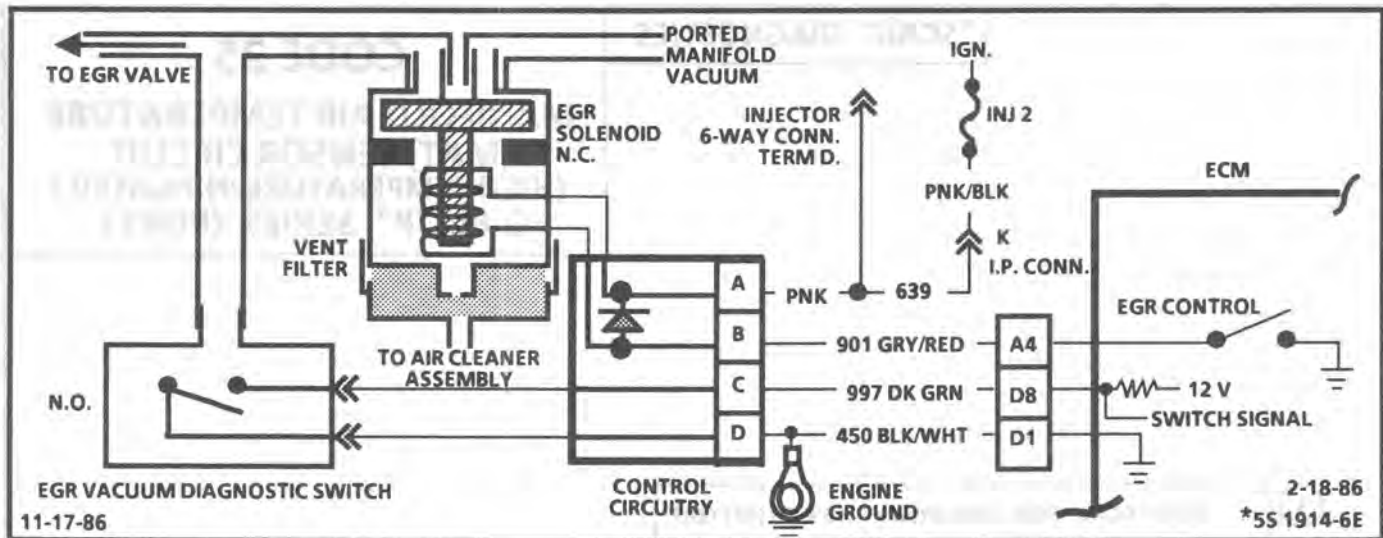 TO EGR VALVE
PORTED
MANIFOLD
VACUUM
EGR
SOLENOID
N.C.
VENT
FILTER
TO AIR CLEANER
ASSEMBLY
INJECTOR
6-WAY CONN.
TERM D.
IGN.
INJ 2
PNK/BLK
K
I.P. CONN.
ECM
A
PNK
639
B
901 GRY/RED
A4
EGR CONTROL
C
997 DK GRN
D8
12 V
SWITCH SIGNAL
D
450 BLK/WHT
D1
N.O.
EGR VACUUM DIAGNOSTIC SWITCH
CONTROL
CIRCUITRY
ENGINE
GROUND
11-17-86
2-18-86
*5S 1914-6E